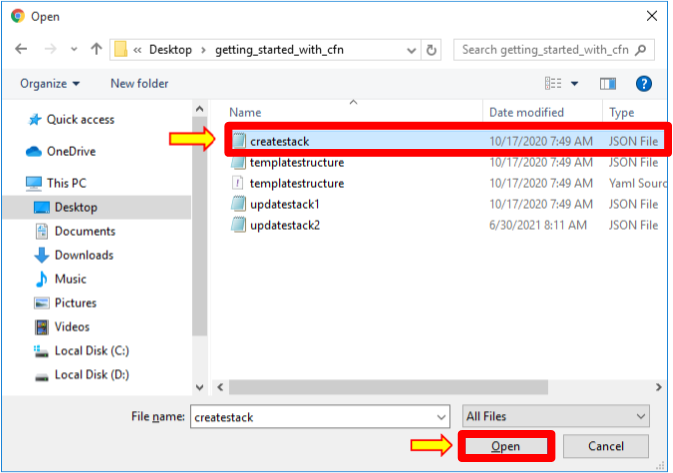 Open
« Desktop > getting_started_with_cfn
Search getting_started_with_cfn
Organize
New folder
Name Date modified Type
Quick access
OneDrive
This PC
Desktop
Documents
Downloads
Music
Pictures
Videos
Local Disk (C:)
Local Disk (D:)
createstack 10/17/2020 7:49 AM JSON File
templatestructure 10/17/2020 7:49 AM JSON File
templatestructure 10/17/2020 7:49 AM Yaml Sourc
updatestack1 10/17/2020 7:49 AM JSON File
updatestack2 6/30/2021 8:11 AM JSON File
File name: createstack
All Files
Open
Cancel